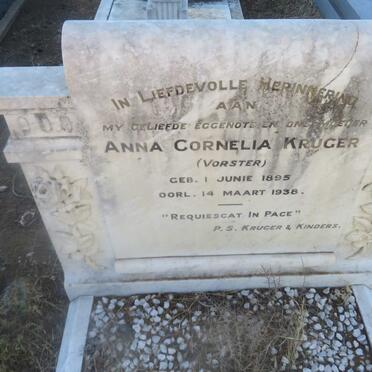 IN LIEFDEVOLLE HERINNERING
AAN
MY GELIEFDE EGGENOTE EN ONS MOEDER
ANNA CORNELIA KRUGER
(VORSTER)
GEB. 1 JUNIE 1895
OORL. 14 MAART 1938.
"REQUIESCAT IN PACE"
P. S. KRUGER & KINDERS.